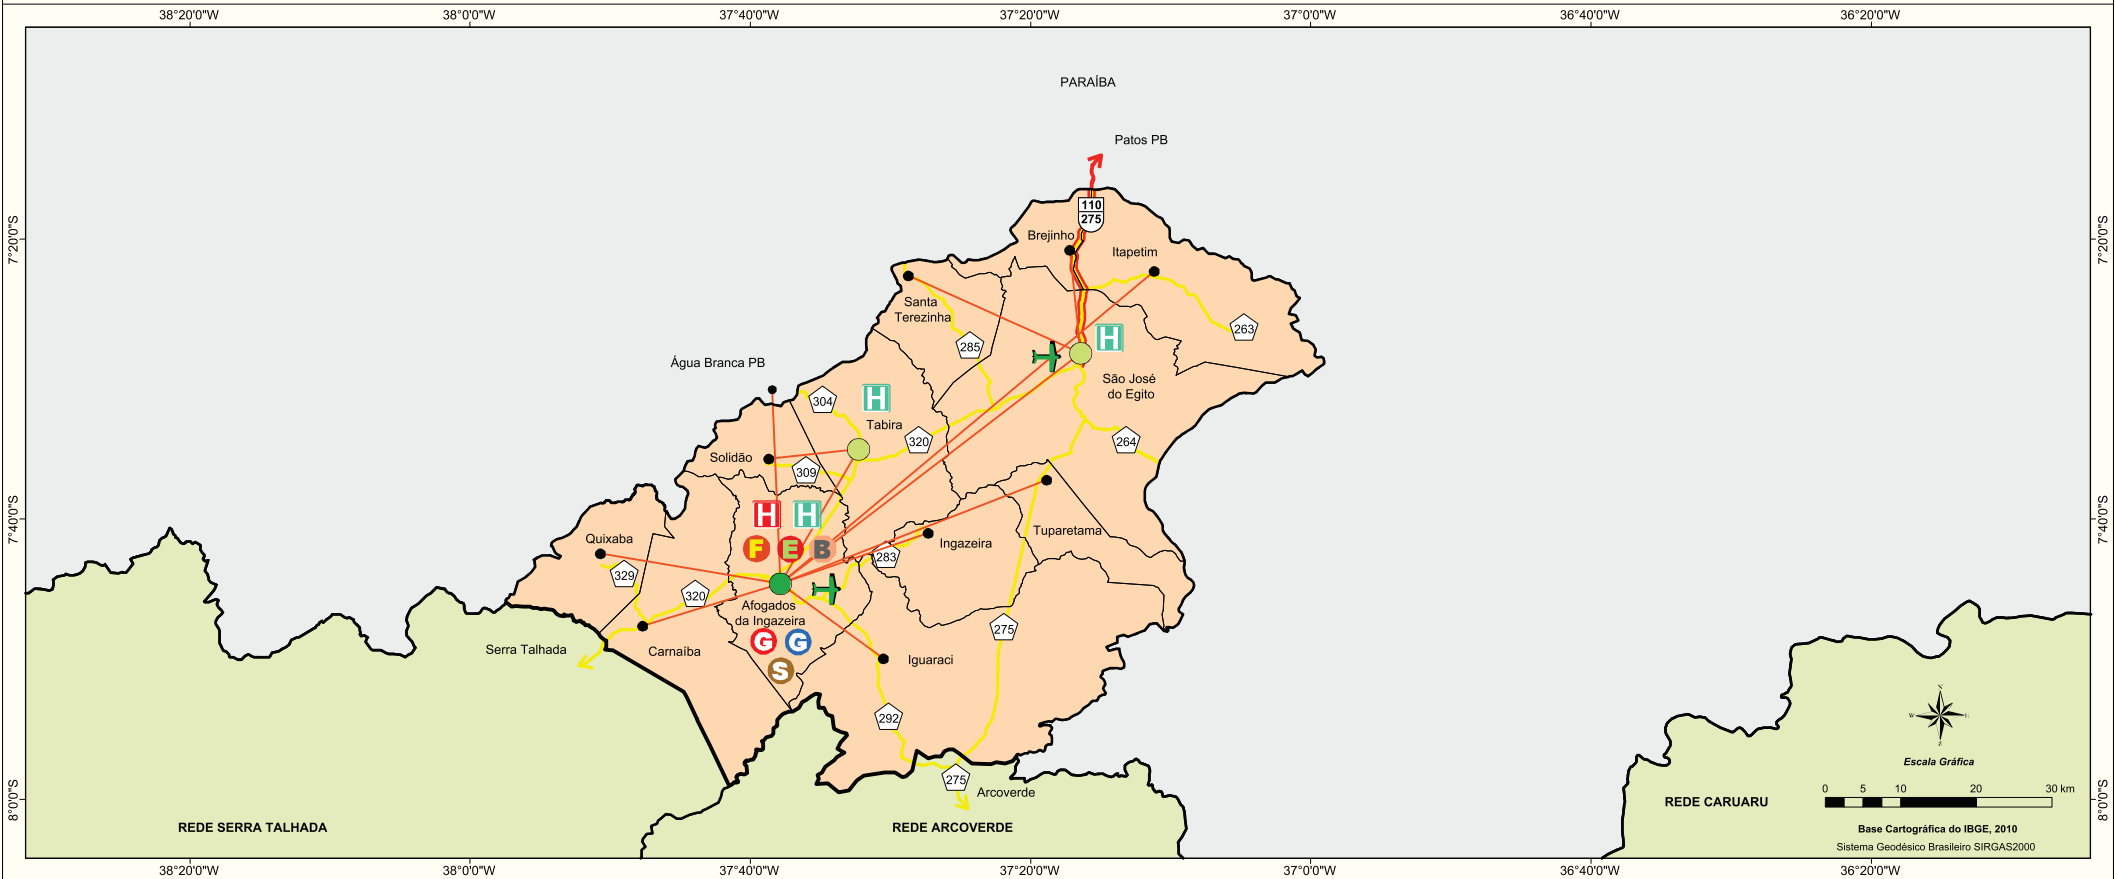 38°20'0"W
38°0'0"W
37°40'0"W
37°20'0"W
37°0'0"W
36°40'0"W
36°20'0"W
PARAÍBA
Patos PB
110
275
7°20'0"S
7°20'0"S
Brejinho
Itapetim
Santa
Terezinha
263
285
H
Água Branca PB
São José
do Egito
304
H
Tabira
320
264
Solidão
309
7°40'0"S
7°40'0"S
H
H
Quixaba
F
E
B
Ingazeira
Tuparetama
283
329
320
Afogados
da Ingazeira
275
G
G
Serra Talhada
Carnaíba
Iguaraci
S
292
N
W
E
S
275
Arcoverde
Escala Gráfica
0
5
10
20
30 km
8°0'0"S
8°0'0"S
REDE CARUARU
REDE SERRA TALHADA
REDE ARCOVERDE
Base Cartográfica do IBGE, 2010
Sistema Geodésico Brasileiro SIRGAS2000
38°20'0"W
38°0'0"W
37°40'0"W
37°20'0"W
37°0'0"W
36°40'0"W
36°20'0"W